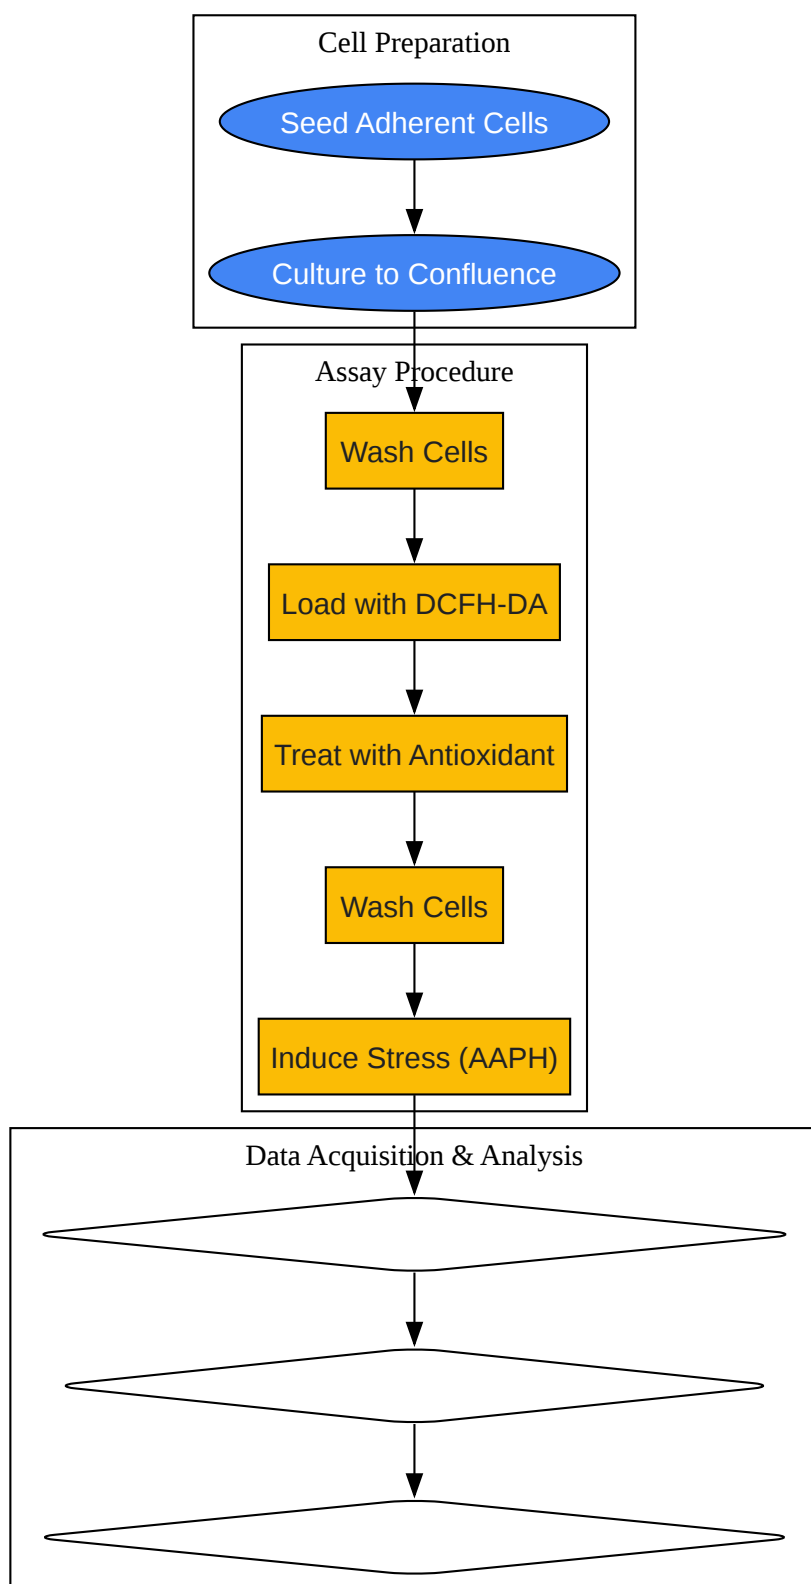 Cell Preparation
Seed Adherent Cells
Culture to Confluence
Assay Procedure
Wash Cells
Load with DCFH-DA
Treat with Antioxidant
Wash Cells
Induce Stress (AAPH)
Data Acquisition & Analysis